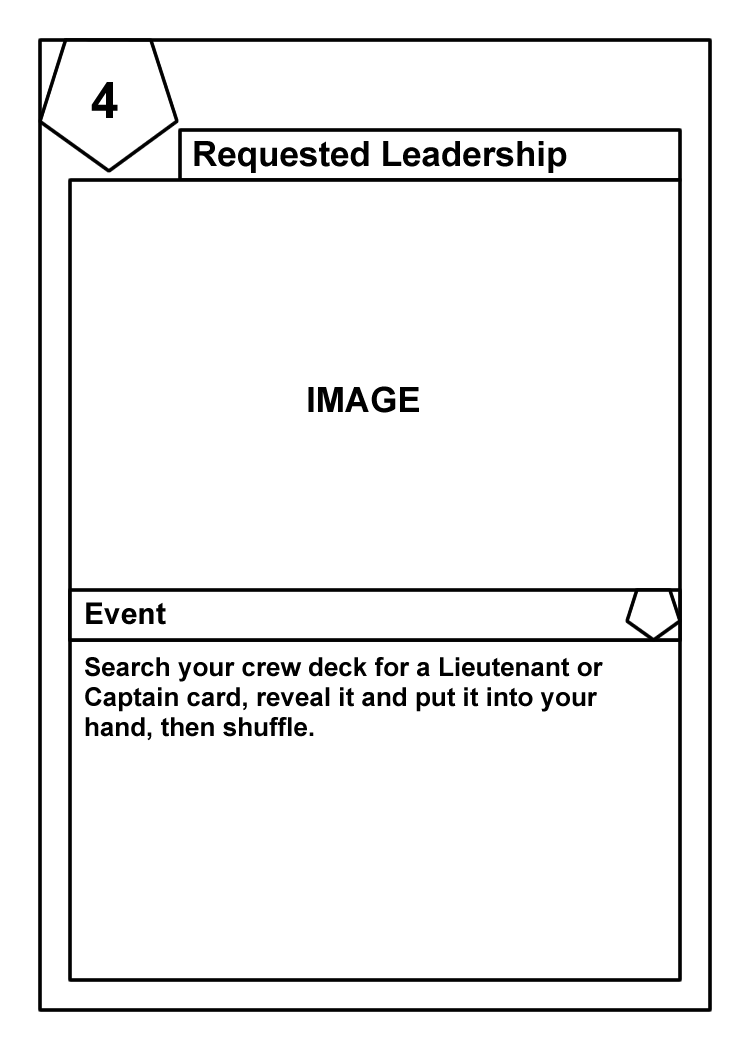 4
Requested Leadership
IMAGE
Event
Search your crew deck for a Lieutenant or
Captain card, reveal it and put it into your
hand, then shuffle.